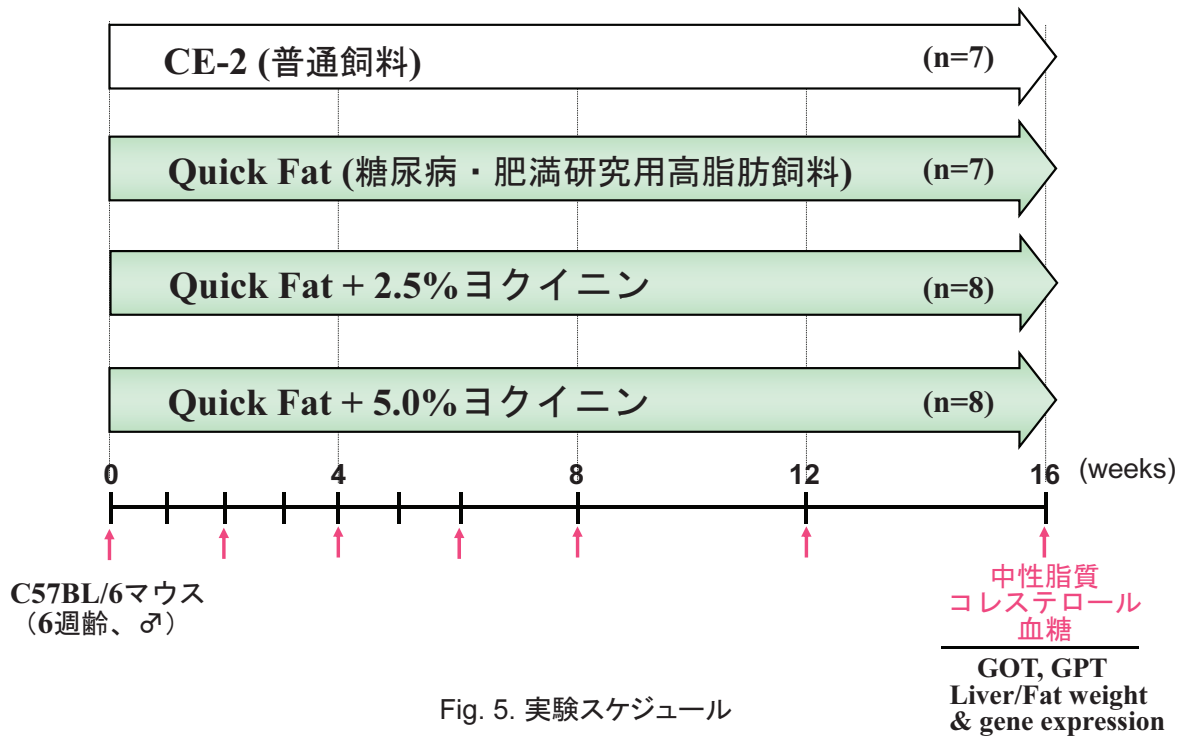 CE-2 (普通飼料) (n=7)
Quick Fat (糖尿病・肥満研究用高脂肪飼料) (n=7)
Quick Fat + 2.5%ヨクイニン (n=8)
Quick Fat + 5.0%ヨクイニン (n=8)
0 4 8 12 16 (weeks)
C57BL/6マウス
（6週齢、♂）
中性脂質
コレステロール
血糖
GOT, GPT
Liver/Fat weight
& gene expression
Fig. 5. 実験スケジュール